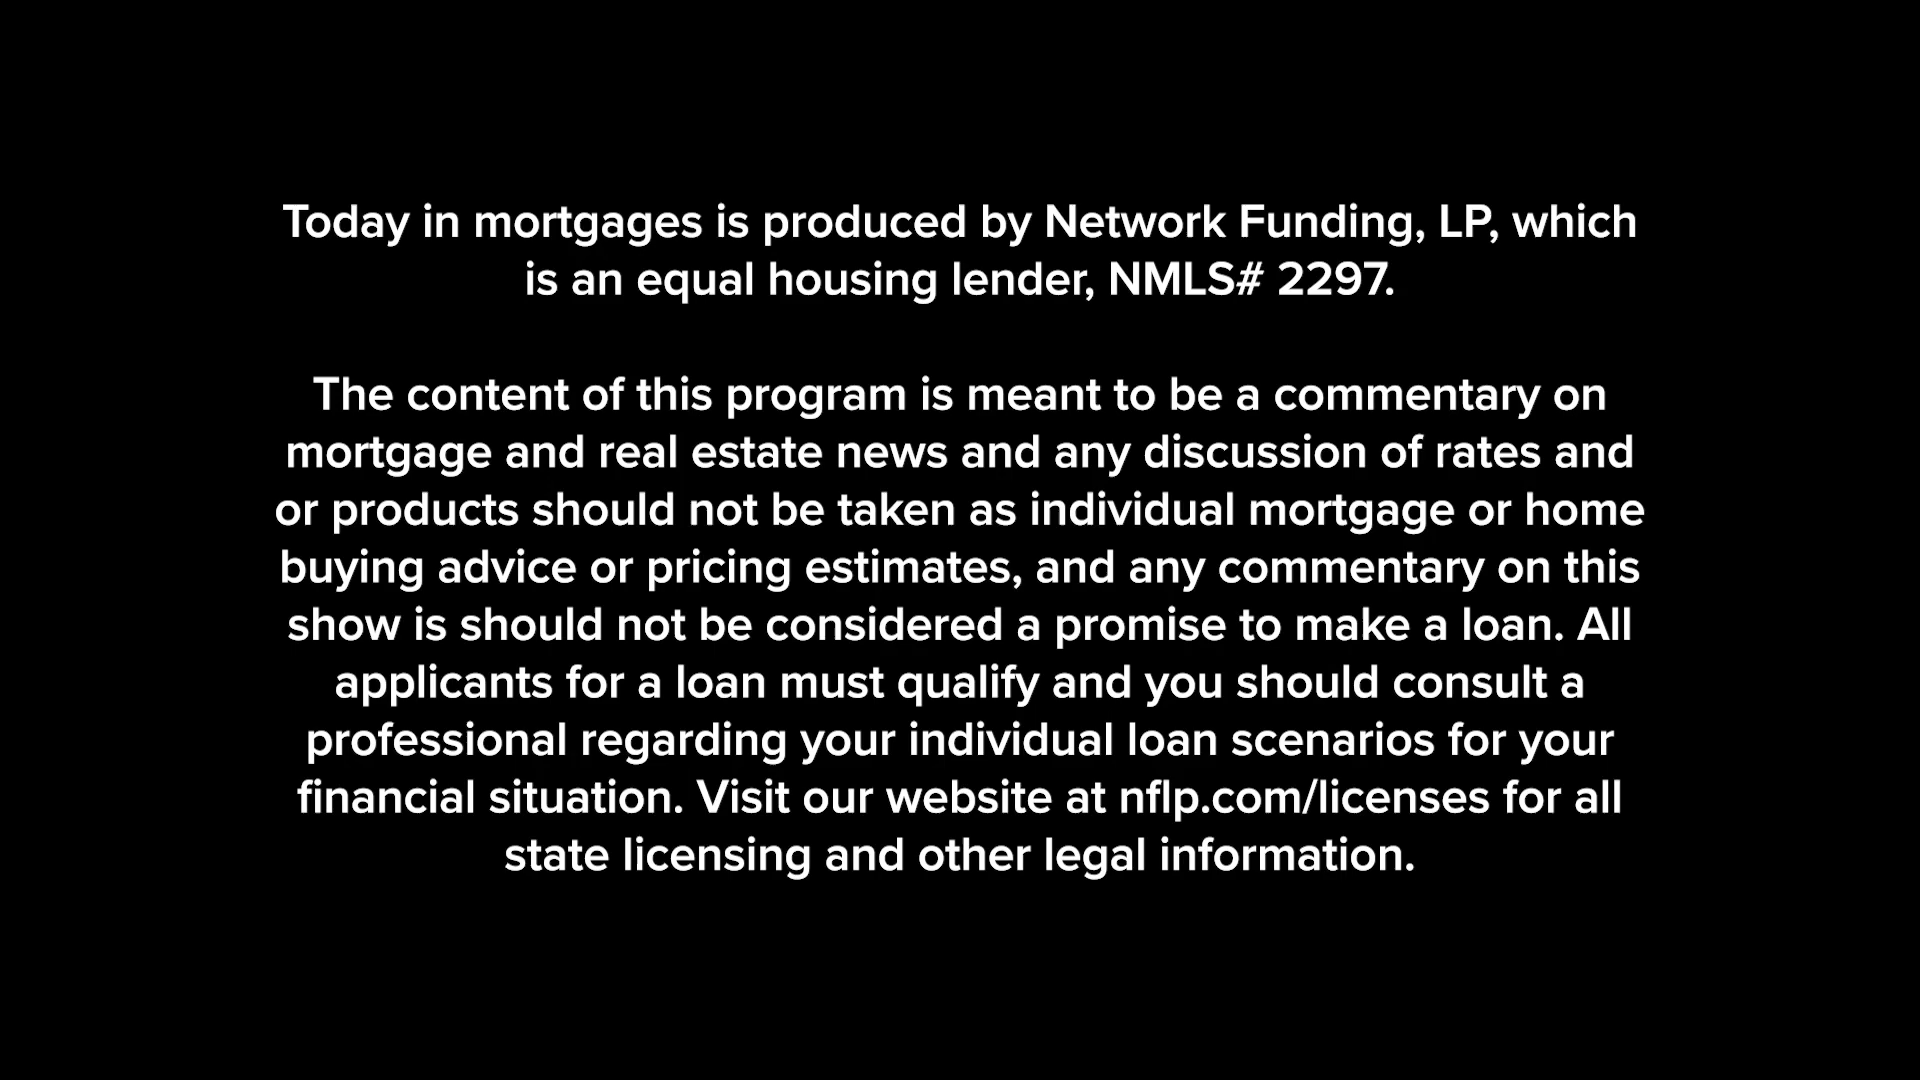 Today in mortgages is produced by Network Funding, LP, which
is an equal housing lender, NMLS# 2297.
The content of this program is meant to be a commentary on
mortgage and real estate news and any discussion of rates and
or products should not be taken as individual mortgage or home
buying advice or pricing estimates, and any commentary on this
show is should not be considered a promise to make a loan. All
applicants for a loan must qualify and you should consult a
professional regarding your individual loan scenarios for your
financial situation. Visit our website at nflp.com/licenses for all
state licensing and other legal information.